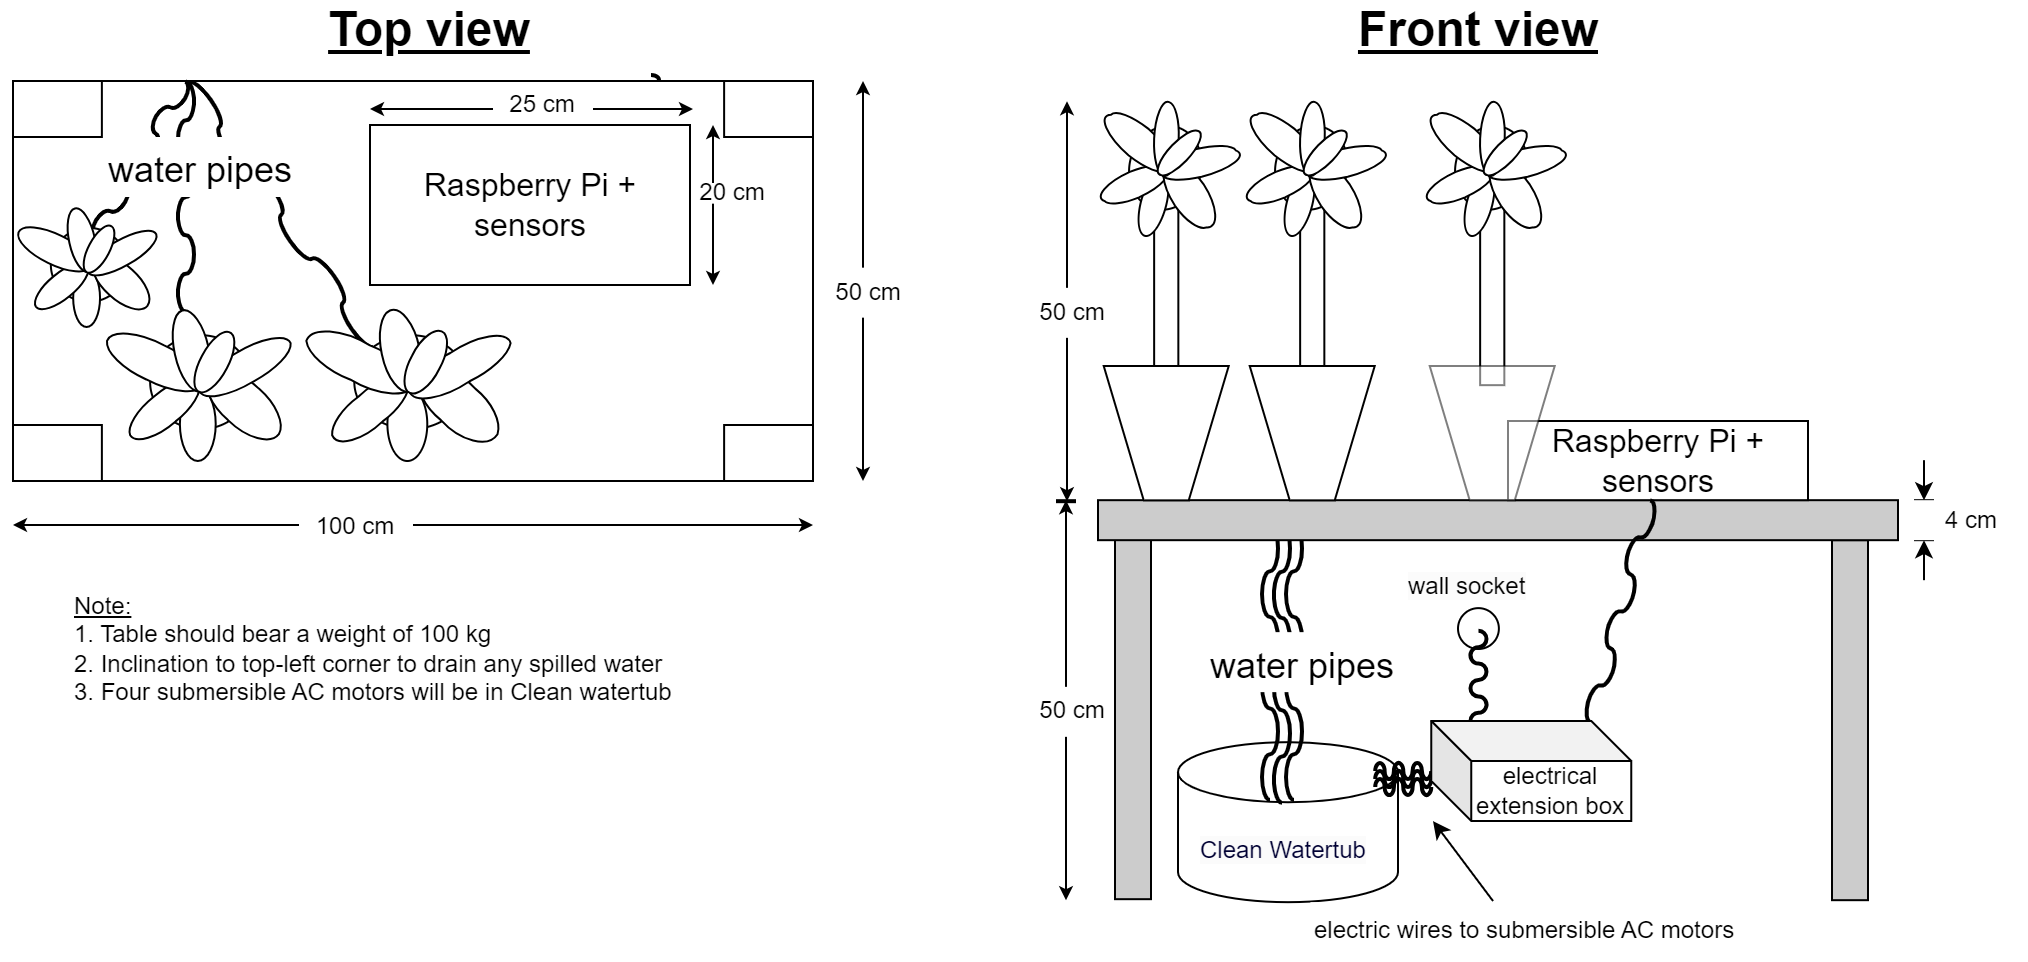 Top view
25 cm
water pipes
Raspberry Pi +
sensors
20 cm
50 cm
100 cm
Note:
1. Table should bear a weight of 100 kg
2. Inclination to top-left corner to drain any spilled water
3. Four submersible AC motors will be in Clean watertub
Front view
50 cm
Raspberry Pi +
sensors
4 cm
wall socket
water pipes
50 cm
electrical
extension box
Clean Watertub
electric wires to submersible AC motors